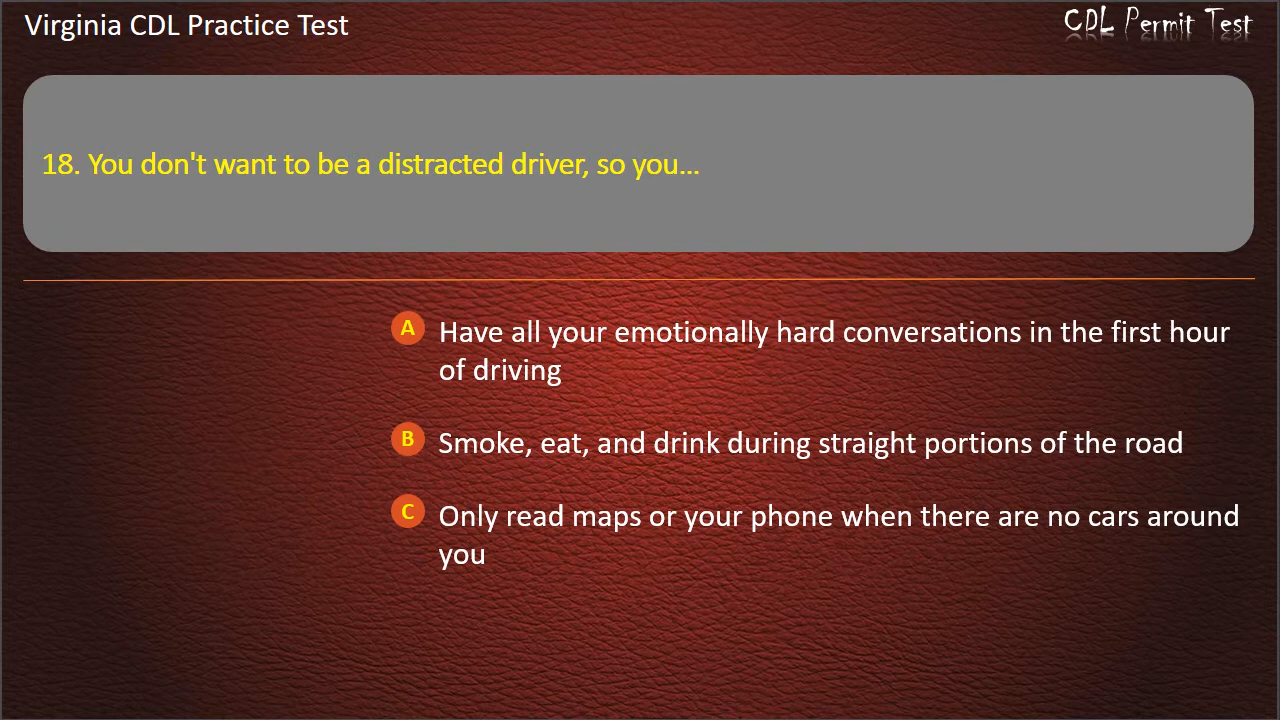 Virginia CDL Practice Test
CDL Permit Test
18. You don't want to be a distracted driver, so you...
A Have all your emotionally hard conversations in the first hour
of driving
B Smoke, eat, and drink during straight portions of the road
C Only read maps or your phone when there are no cars around
you